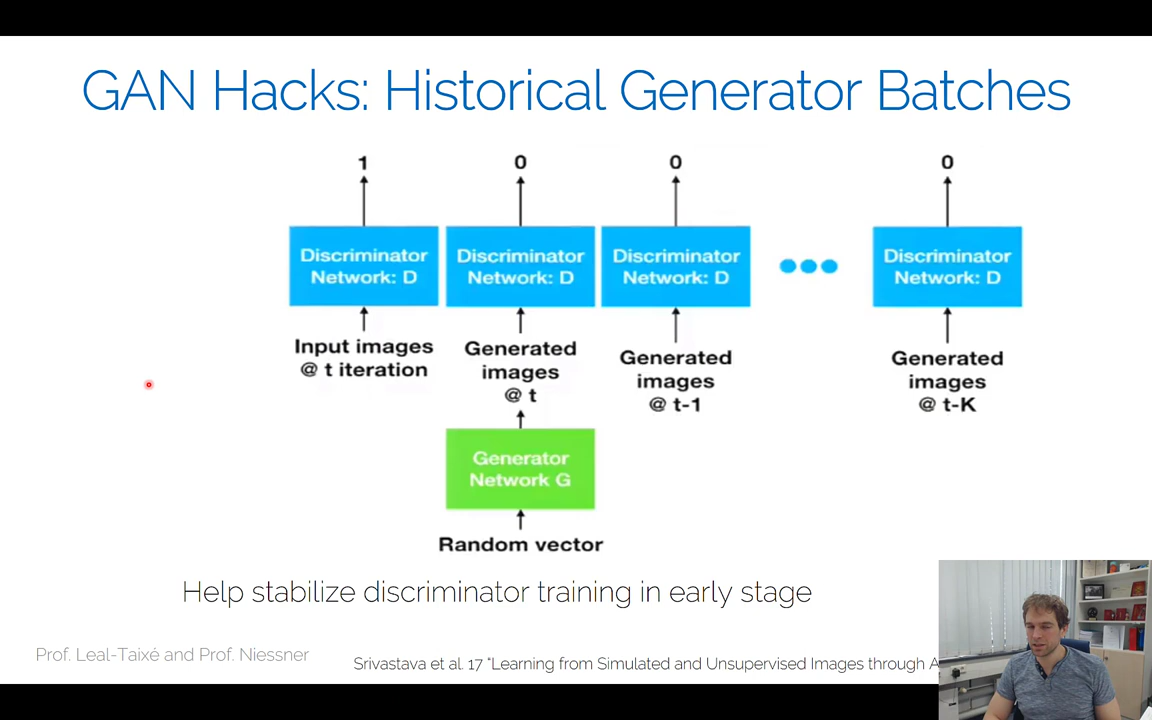 GAN Hacks: Historical Generator Batches
1 0 0 0
Discriminator Network: D
Discriminator Network: D
Discriminator Network: D
Discriminator Network: D
Input images
@ t iteration
Generated
images
@ t
Generated
images
@ t-1
Generated
images
@ t-K
Generator
Network G
Random vector
Help stabilize discriminator training in early stage
Prof. Leal-Taixé and Prof. Niessner
Srivastava et al. 17 “Learning from Simulated and Unsupervised Images through A